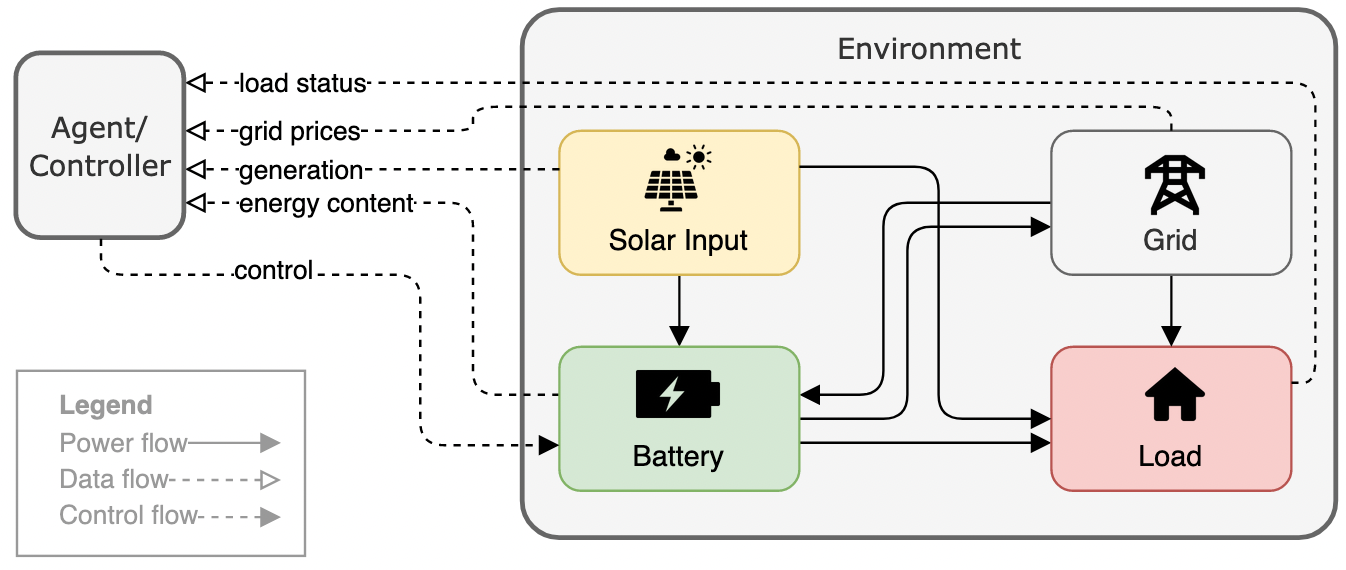 Environment
Agent/
Controller
load status
grid prices
generation
energy content
control
Solar Input
Grid
Battery
Load
Legend
Power flow
Data flow
Control flow